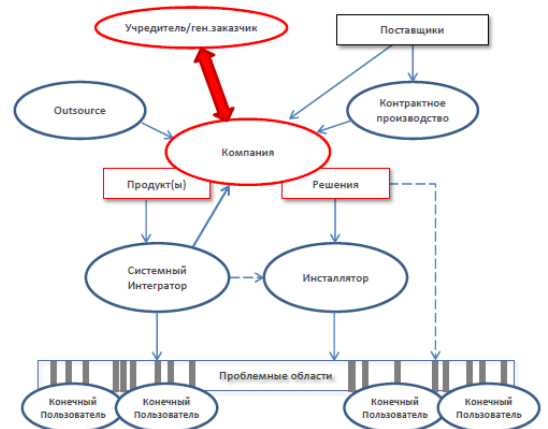 Учредитель/ген.заказчик
Поставщики
Outsource
Контрактное
производство
Компания
Продукт(ы)
Решения
Системный
Интегратор
Инсталлятор
Проблемные области
Конечный
Пользователь
Конечный
Пользователь
Конечный
Пользователь
Конечный
Пользователь